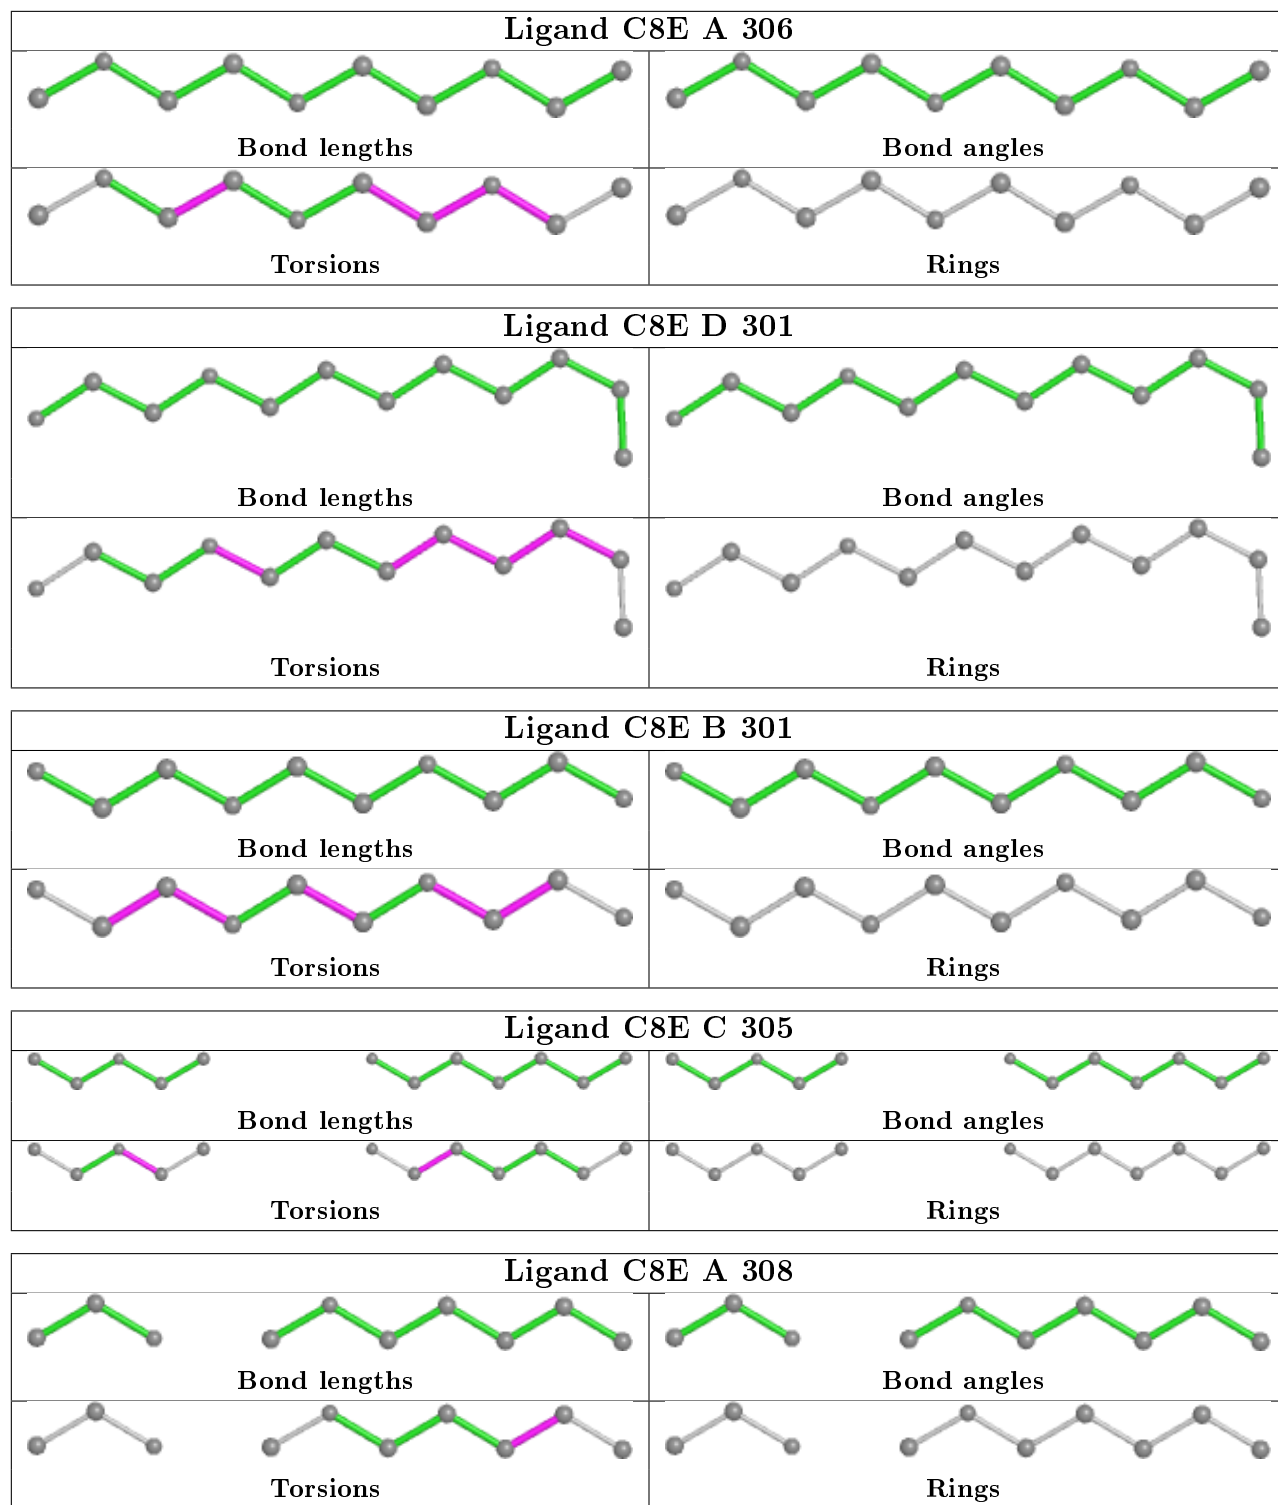 Ligand C8E A 306
Bond lengths
Bond angles
Torsions
Rings
Ligand C8E D 301
Bond lengths
Bond angles
Torsions
Rings
Ligand C8E B 301
Bond lengths
Bond angles
Torsions
Rings
Ligand C8E C 305
Bond lengths
Bond angles
Torsions
Rings
Ligand C8E A 308
Bond lengths
Bond angles
Torsions
Rings